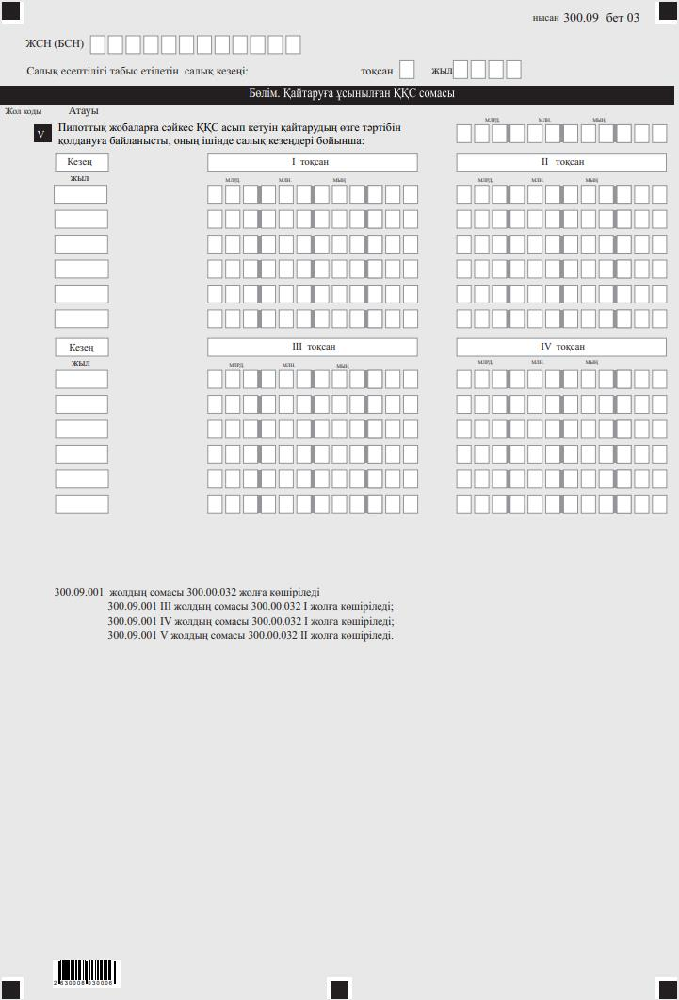 нысан 300.09 бет 03
ЖСН (БСН)
Салық есептілігі табыс етілетін салық кезеңі: тоқсан жыл
Бөлім. Қайтаруға ұсынылған ҚҚС сомасы
Жол коды Атауы
млрд. млн. мың
V Пилоттық жобаларға сәйкес ҚҚС асып кетуін қайтарудың өзге тәртібін
қолдануға байланысты, оның ішінде салық кезеңдері бойынша:
Кезең I тоқсан II тоқсан
жыл млрд. млн. мың млрд. млн. мың
Кезең III тоқсан IV тоқсан
жыл млрд. млн. мың млрд. млн. мың
300.09.001 жолдың сомасы 300.00.032 жолға көшіріледі
300.09.001 III жолдың сомасы 300.00.032 I жолға көшіріледі;
300.09.001 IV жолдың сомасы 300.00.032 I жолға көшіріледі;
300.09.001 V жолдың сомасы 300.00.032 II жолға көшіріледі.